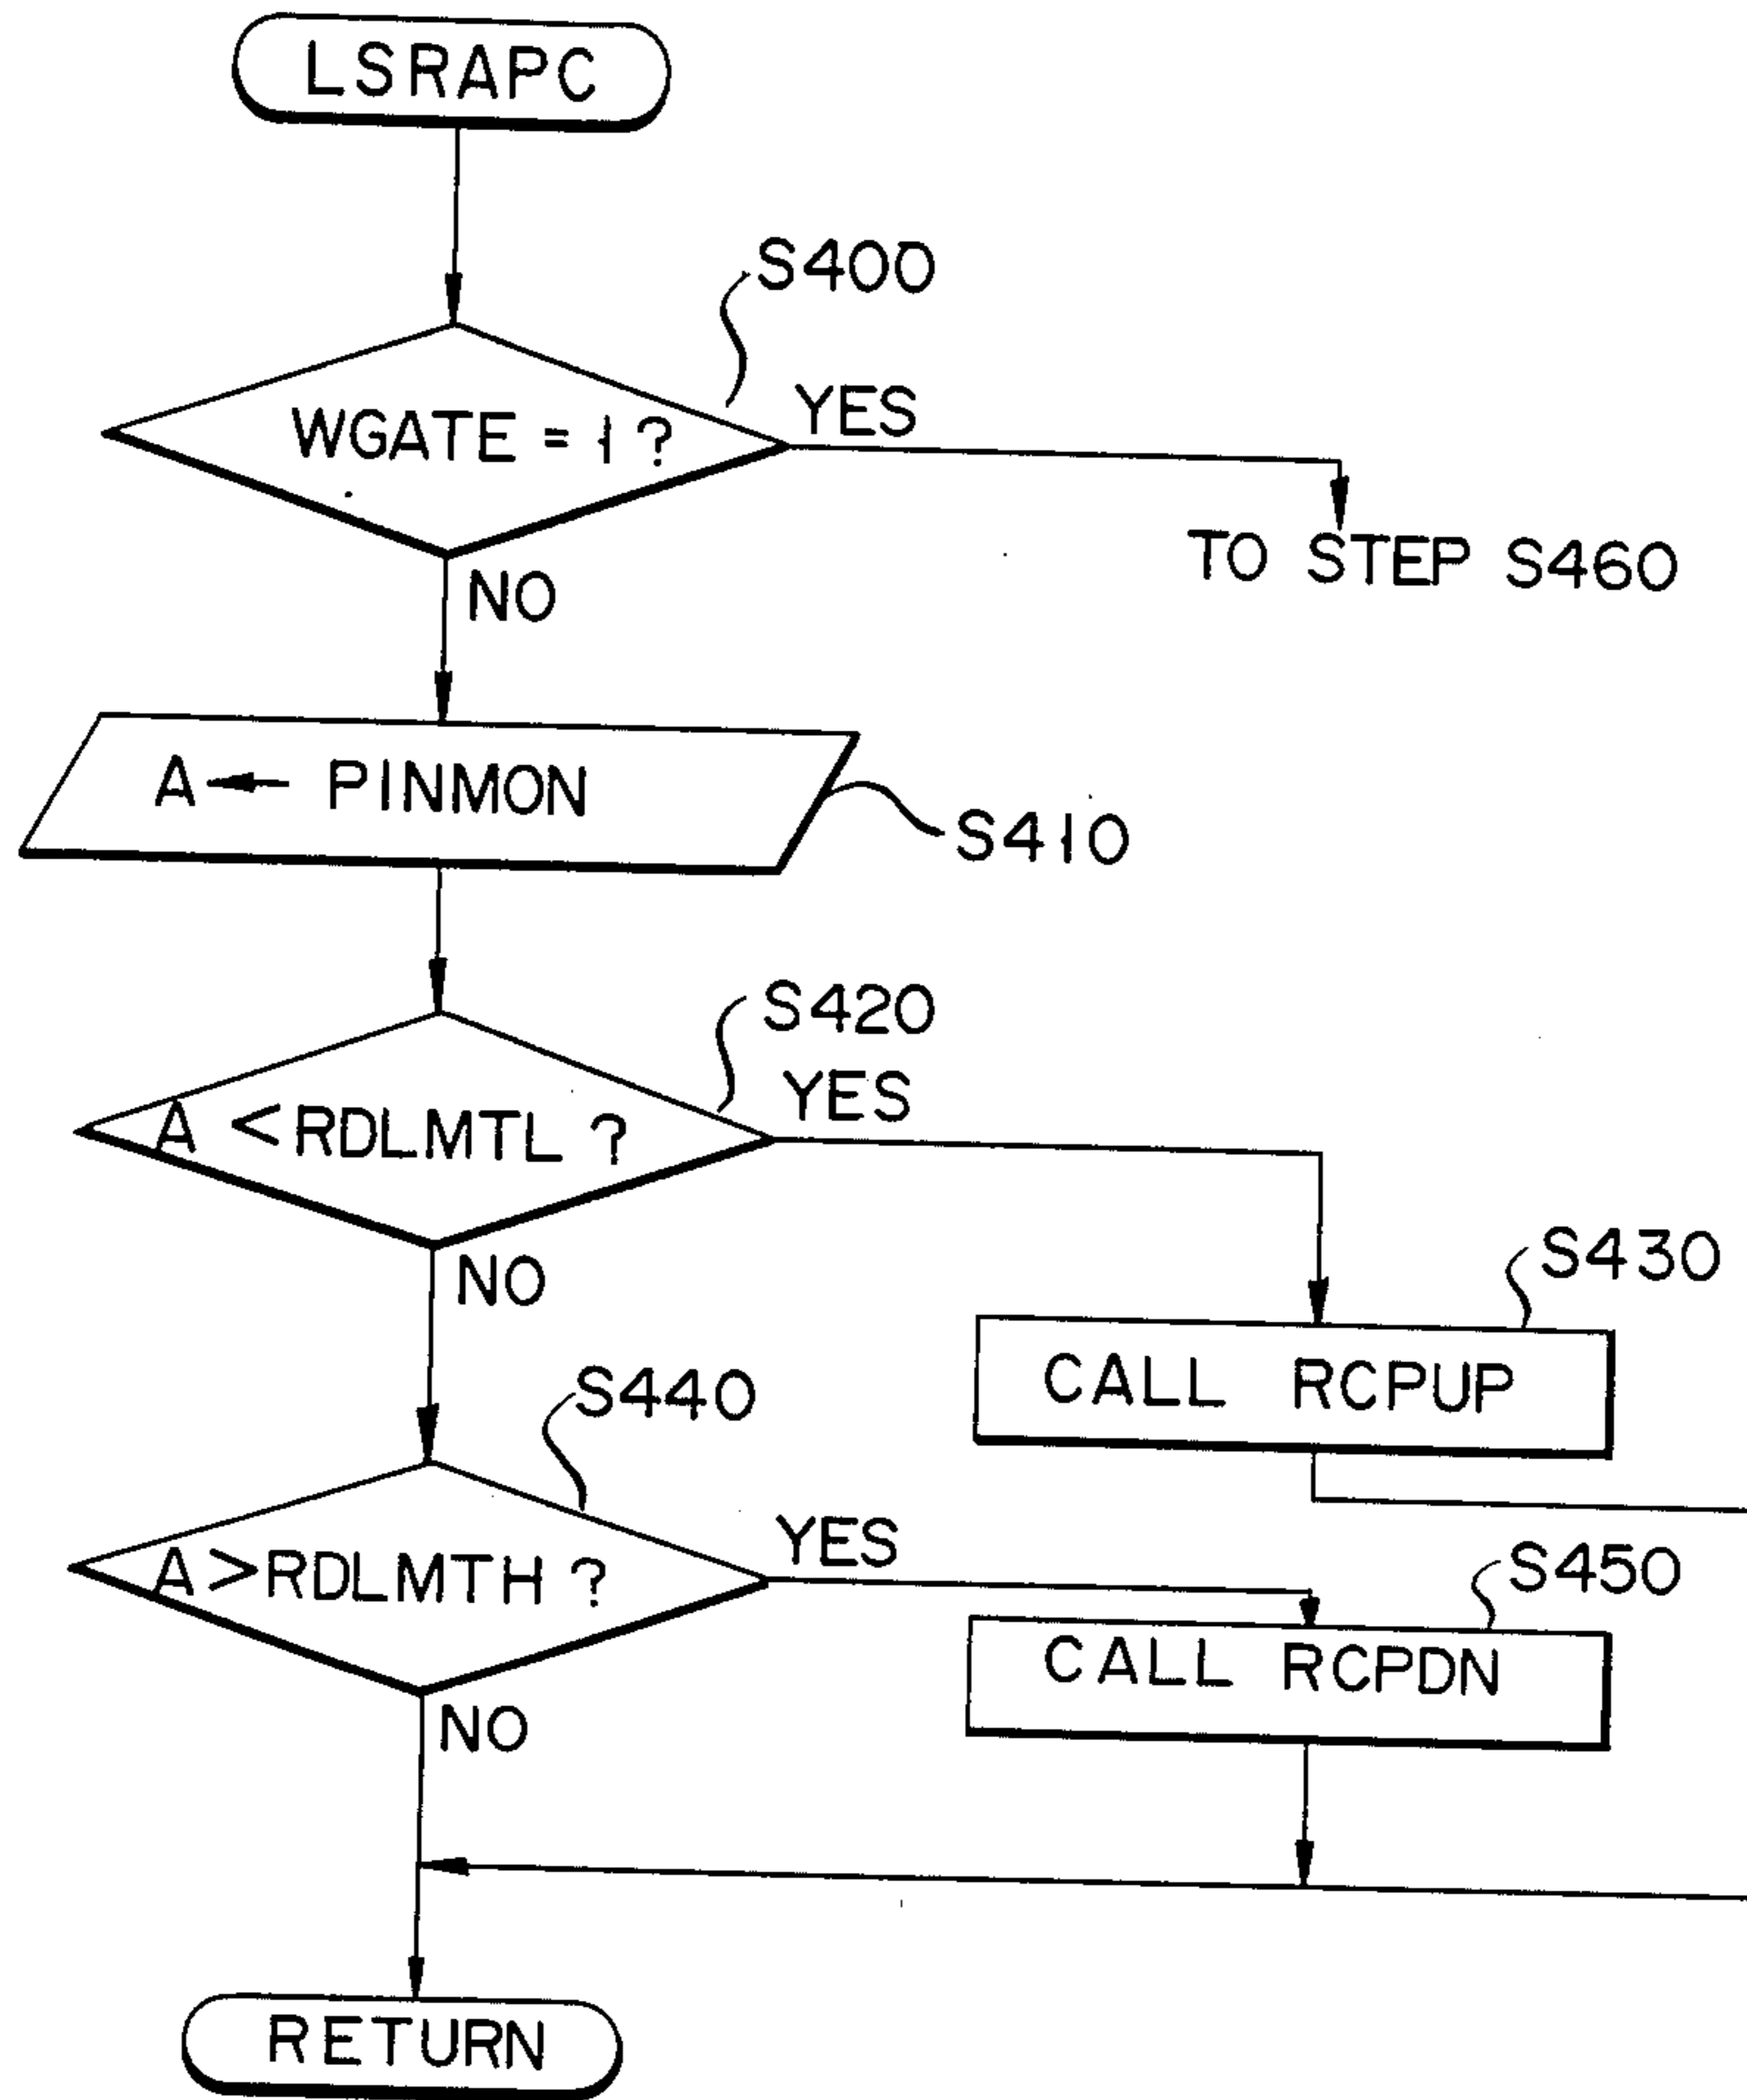 LSRAPC
S400
WGATE = 1 ?
YES
TO STEP S460
NO
A ← PINMON
S410
S420
A < RDLMTL ?
YES
NO
S430
CALL RCPUP
S440
A > RDLMTH ?
YES
S450
CALL RCPDN
NO
RETURN